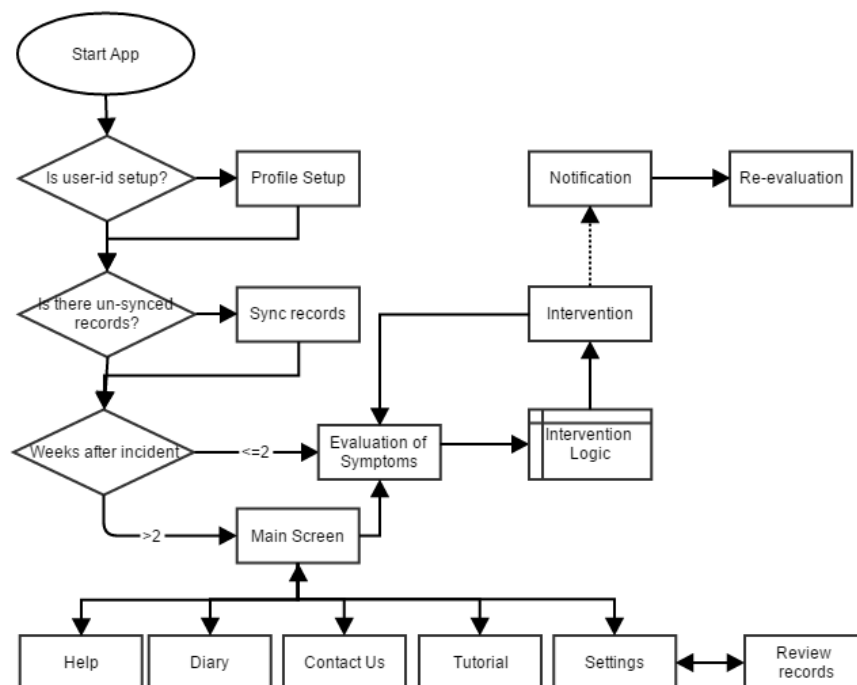 Start App
Is user-id setup?
Profile Setup
Notification
Re-evaluation
Is there un-synced
records?
Sync records
Intervention
Weeks after incident
<=2
Evaluation of
Symptoms
Intervention
Logic
>2
Main Screen
Help
Diary
Contact Us
Tutorial
Settings
Review
records